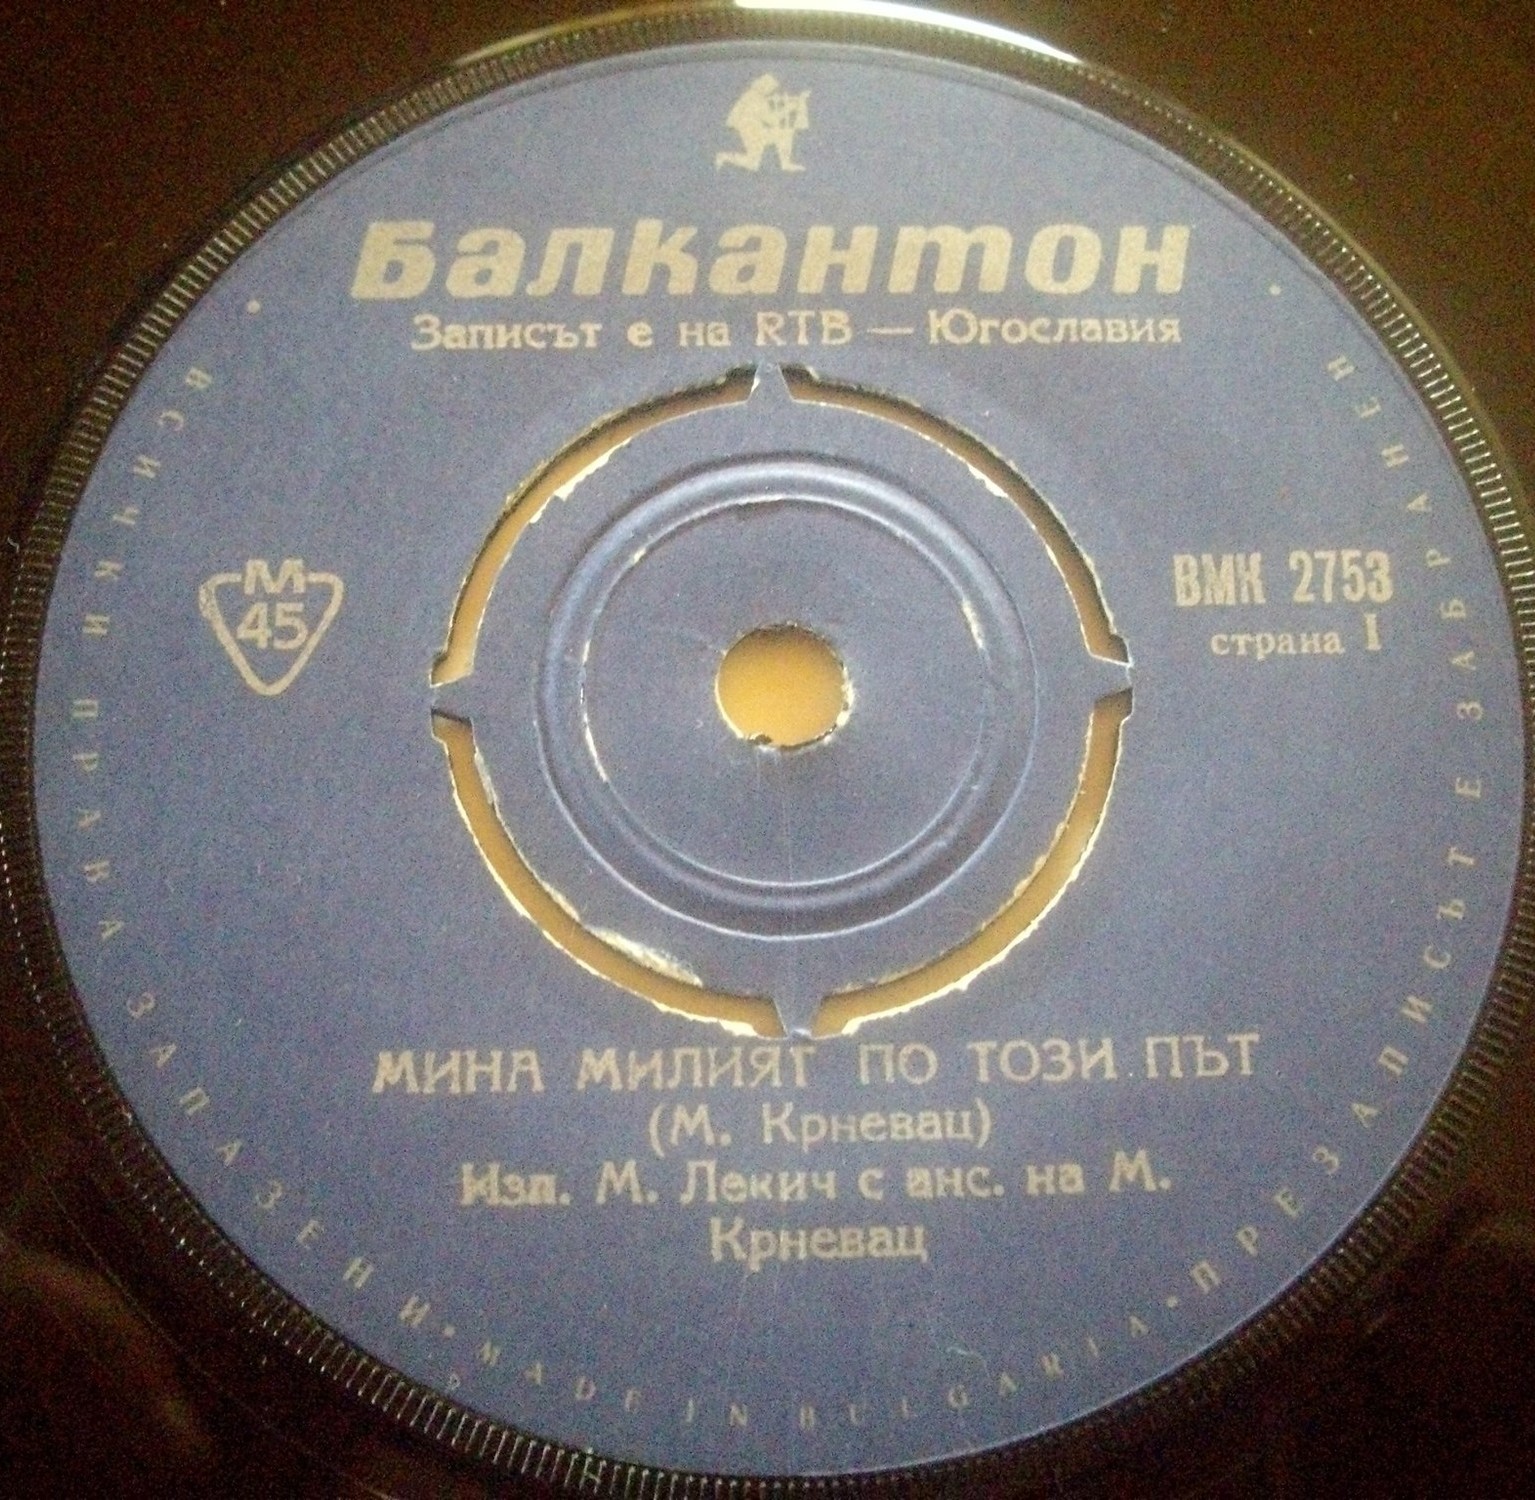 Балкантон
Записът е на RTB — Югославия
М
45
ВМК 2753
страна I
МИНА МИЛИЯТ ПО ТОЗИ ПЪТ
(М. Крневац)
Изп. М. Лекич с анс. на М.
Крневац
ВСИЧКИ ПРАВА ЗАПАЗЕНИ • MADE IN BULGARIA • ПРЕЗАПИСЪТ Е ЗАБРАНЕН